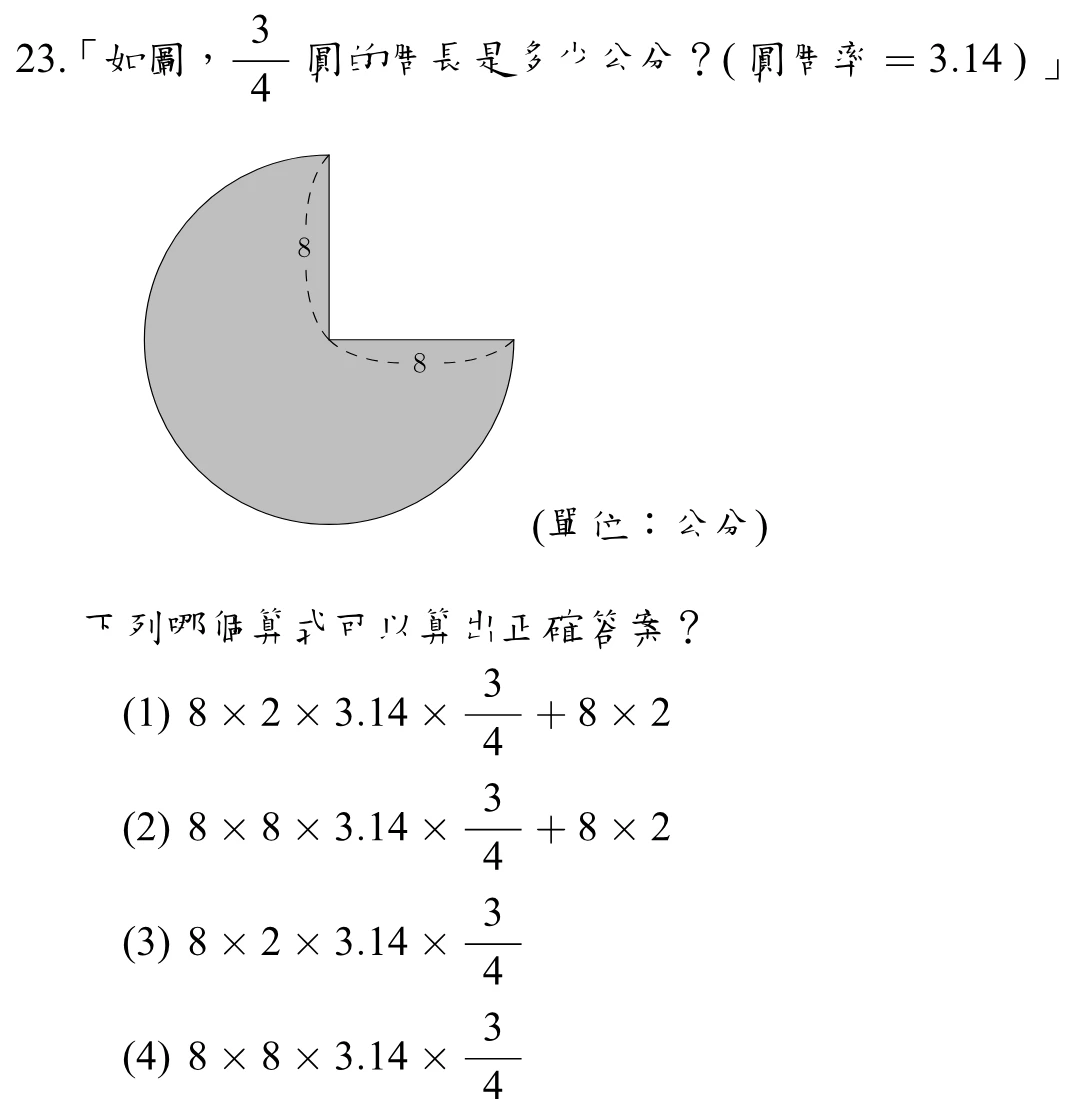 23.「如圖，3/4 圓的周長是多少公分？( 圓周率 = 3.14 ) 」
8
8
(單位：公分)
下列哪個算式可以算出正確答案？
(1) 8 × 2 × 3.14 × 3/4 + 8 × 2
(2) 8 × 8 × 3.14 × 3/4 + 8 × 2
(3) 8 × 2 × 3.14 × 3/4
(4) 8 × 8 × 3.14 × 3/4